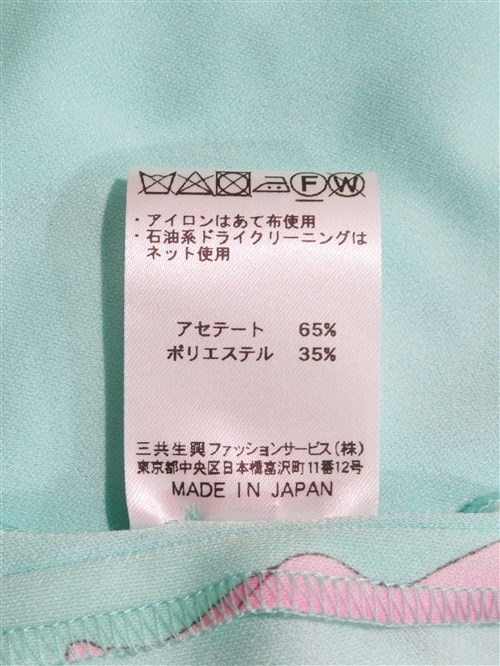 ・アイロンはあて布使用
・石油系ドライクリーニングは
ネット使用
アセテート 65%
ポリエステル 35%
三共生興ファッションサービス(株)
東京都中央区日本橋富沢町11番12号
MADE IN JAPAN